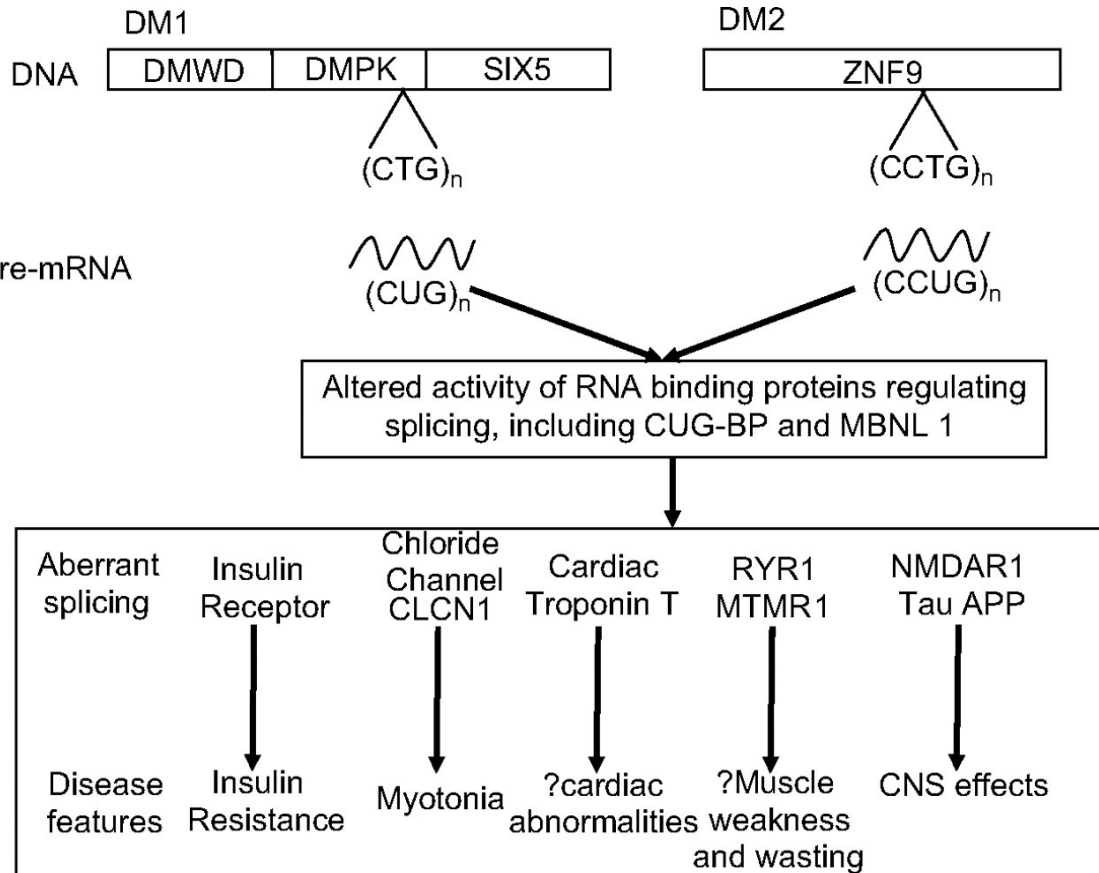 DM1
DM2
DNA
DMWD
DMPK
SIX5
ZNF9
(CTG)n
(CCTG)n
re-mRNA
(CUG)n
(CCUG)n
Altered activity of RNA binding proteins regulating
splicing, including CUG-BP and MBNL 1
Aberrant
splicing
Insulin
Receptor
Chloride
Channel
CLCN1
Cardiac
Troponin T
RYR1
MTMR1
NMDAR1
Tau APP
Disease
features
Insulin
Resistance
Myotonia
?cardiac
abnormalities
?Muscle
weakness
and wasting
CNS effects